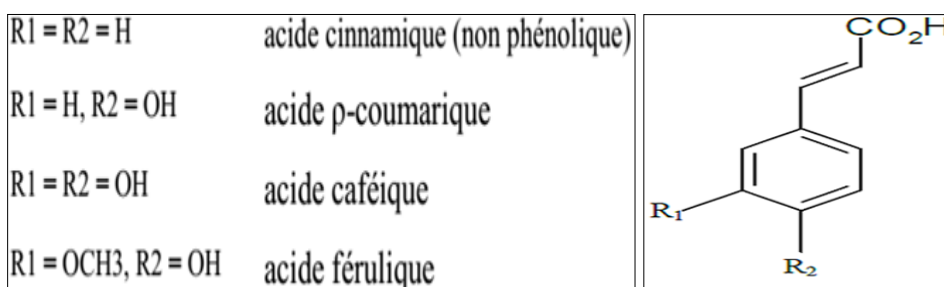 R1 = R2 = H acide cinnamique (non phénolique)
R1 = H, R2 = OH acide ρ-coumarique
R1 = R2 = OH acide caféique
R1 = OCH3, R2 = OH acide férulique
CO₂H
R₁
R₂